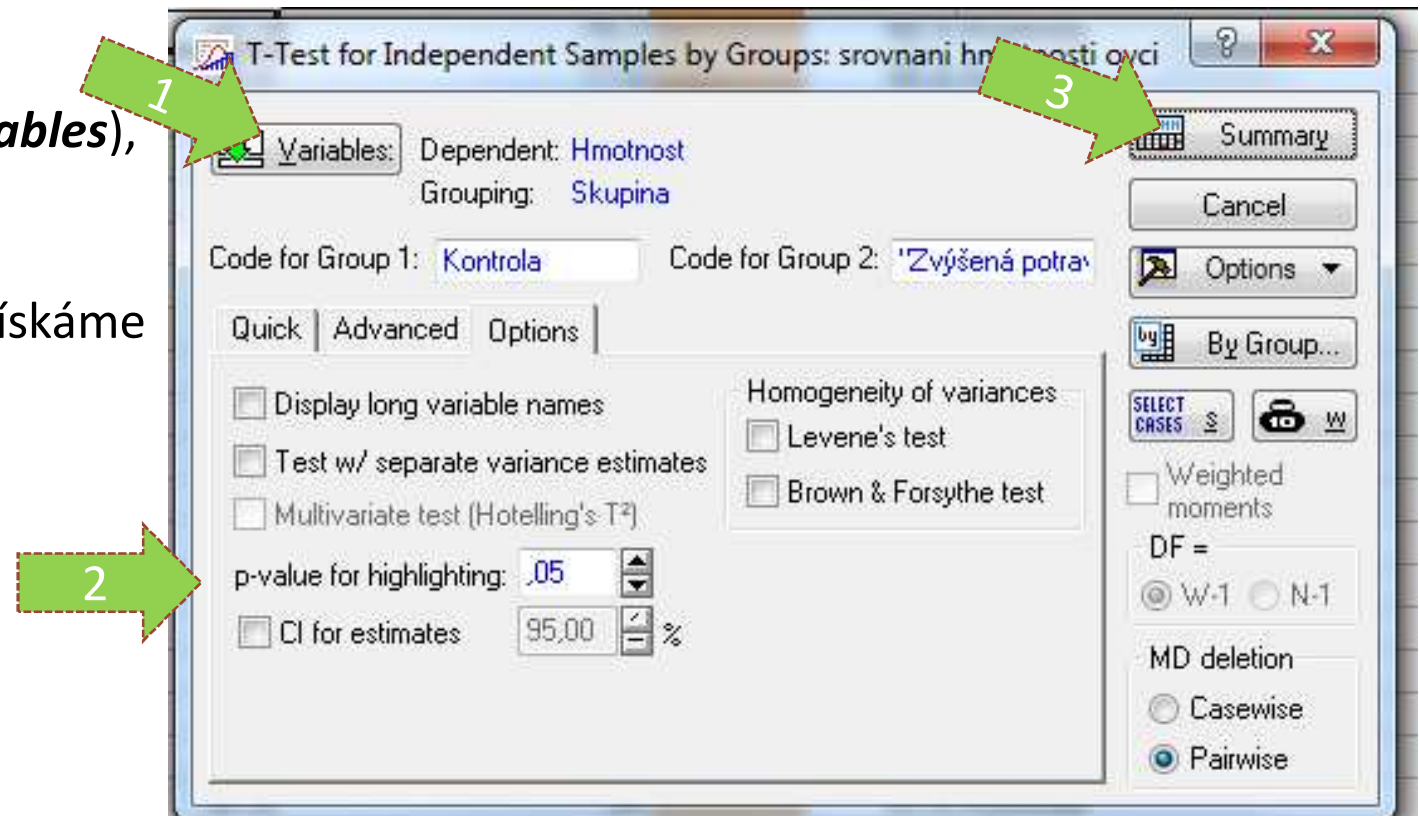 T-Test for Independent Samples by Groups: srovnani hmotnosti ovci
1
3
ables),
Variables:
Dependent: Hmotnost
Grouping: Skupina
Summary
Cancel
Code for Group 1: Kontrola
Code for Group 2: "Zvýšená potrav
Options
ískáme
Quick
Advanced
Options
By Group...
Display long variable names
Homogeneity of variances
SELECT CASES S
W
Levene's test
Test w/ separate variance estimates
Weighted moments
Brown & Forsythe test
Multivariate test (Hotelling's T²)
DF =
2
p-value for highlighting: ,05
W-1
N-1
CI for estimates 95,00 %
MD deletion
Casewise
Pairwise